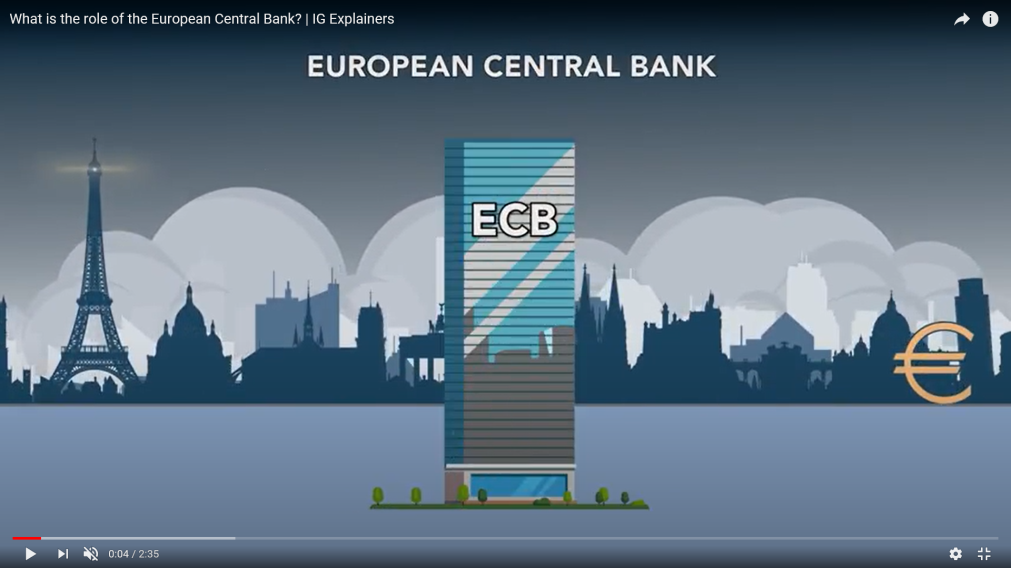 What is the role of the European Central Bank? | IG Explainers
EUROPEAN CENTRAL BANK
ECB
€
0:04 / 2:35